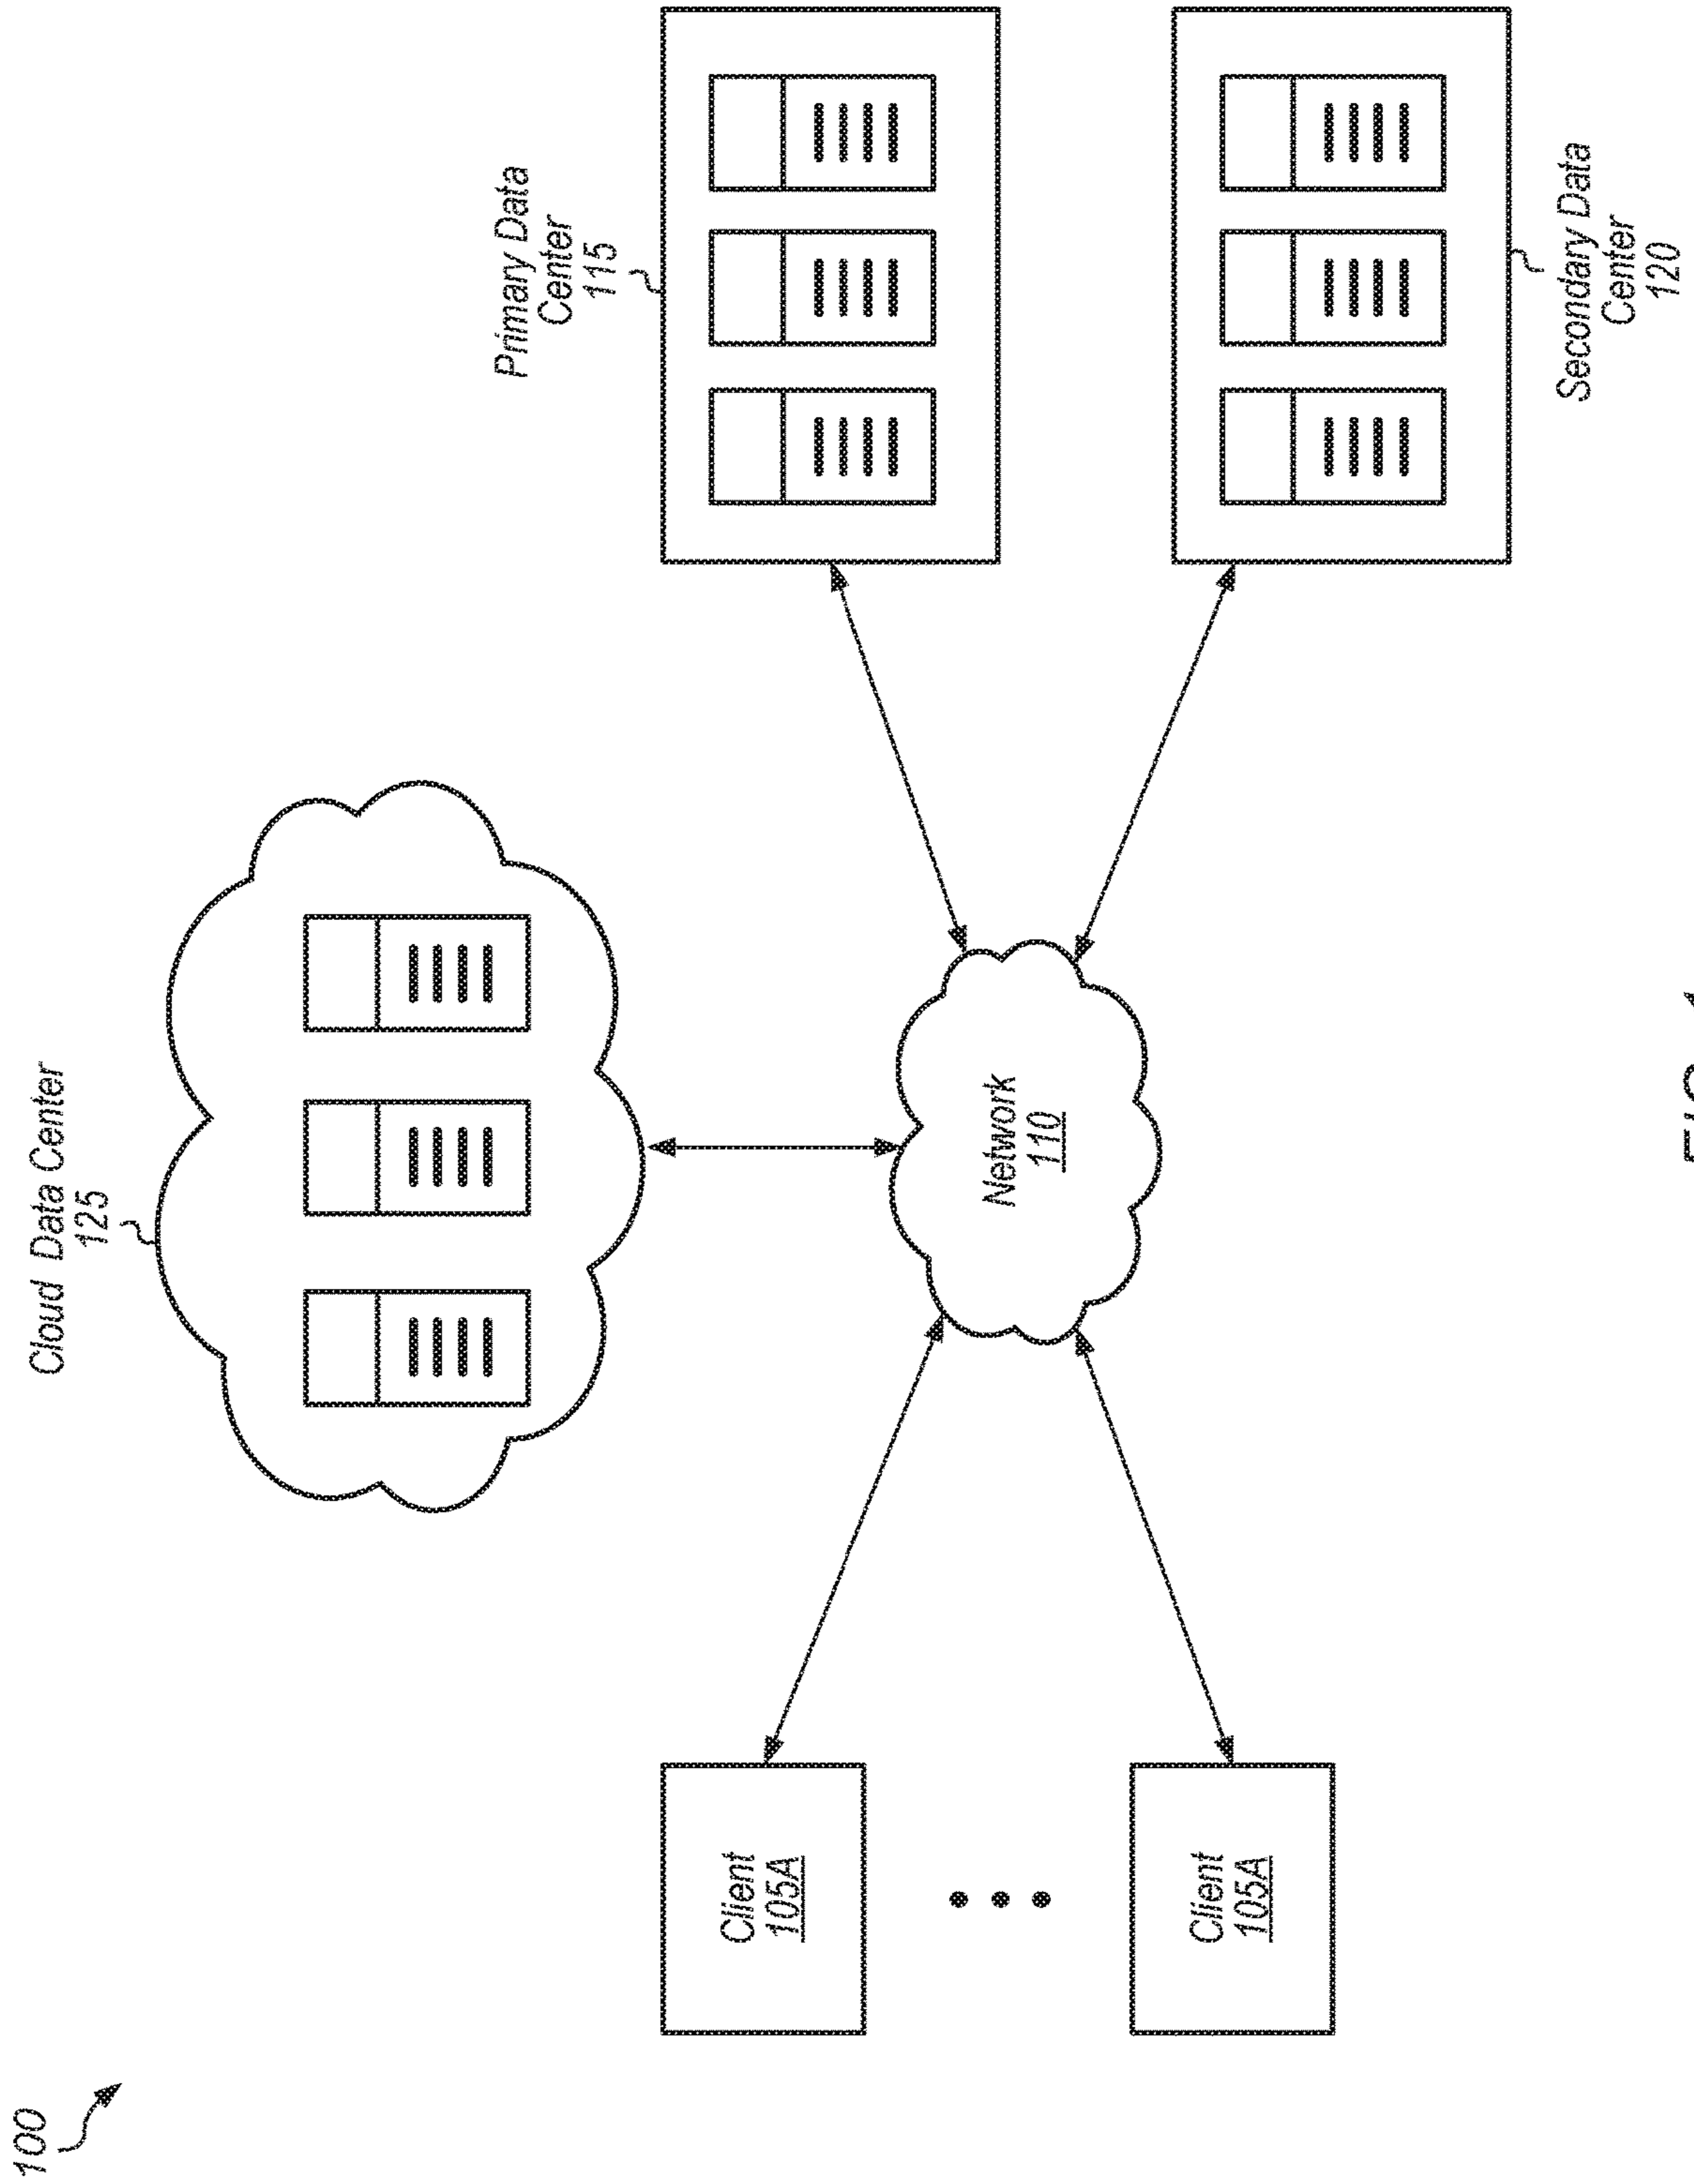 100
Cloud Data Center
125
Primary Data
Center
115
Client
105A
Network
110
Client
105A
Secondary Data
Center
120